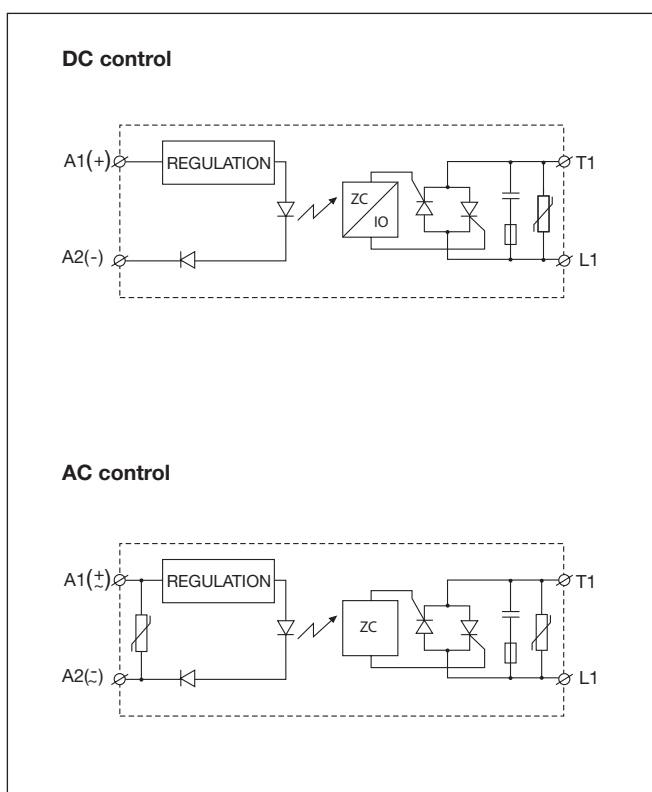 DC control
A1(+)
REGULATION
ZC
IO
T1
A2(-)
L1
AC control
A1(±̰)
REGULATION
ZC
T1
A2(-̰)
L1